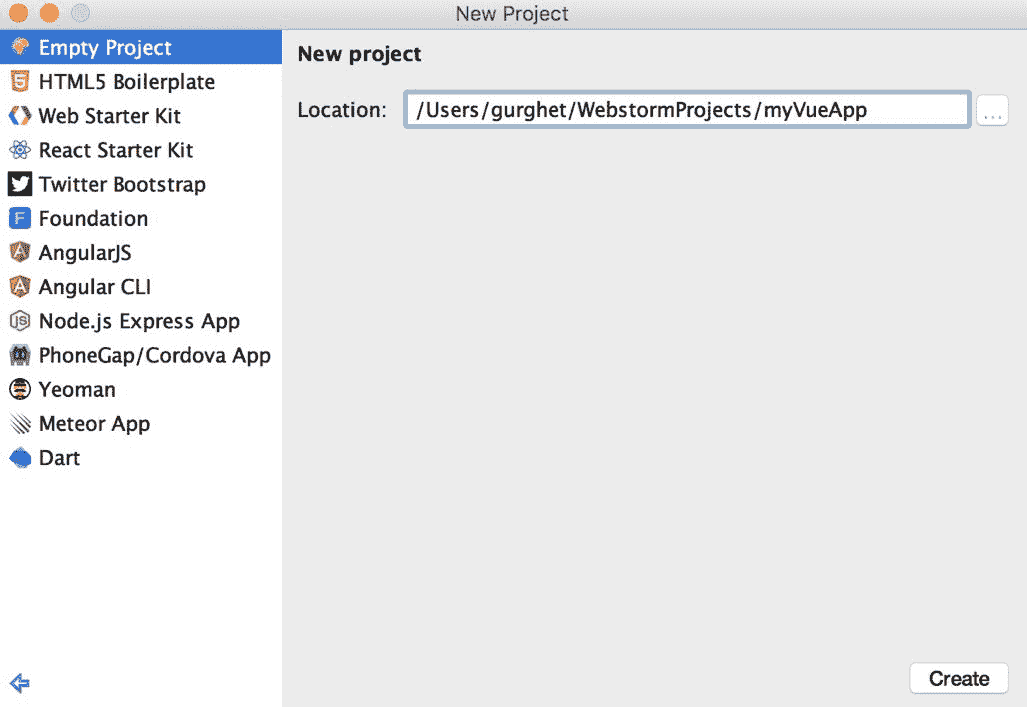 New Project
Empty Project
HTML5 Boilerplate
Web Starter Kit
React Starter Kit
Twitter Bootstrap
Foundation
AngularJS
Angular CLI
Node.js Express App
PhoneGap/Cordova App
Yeoman
Meteor App
Dart
New project
Location: /Users/gurghet/WebstormProjects/myVueApp ...
Create